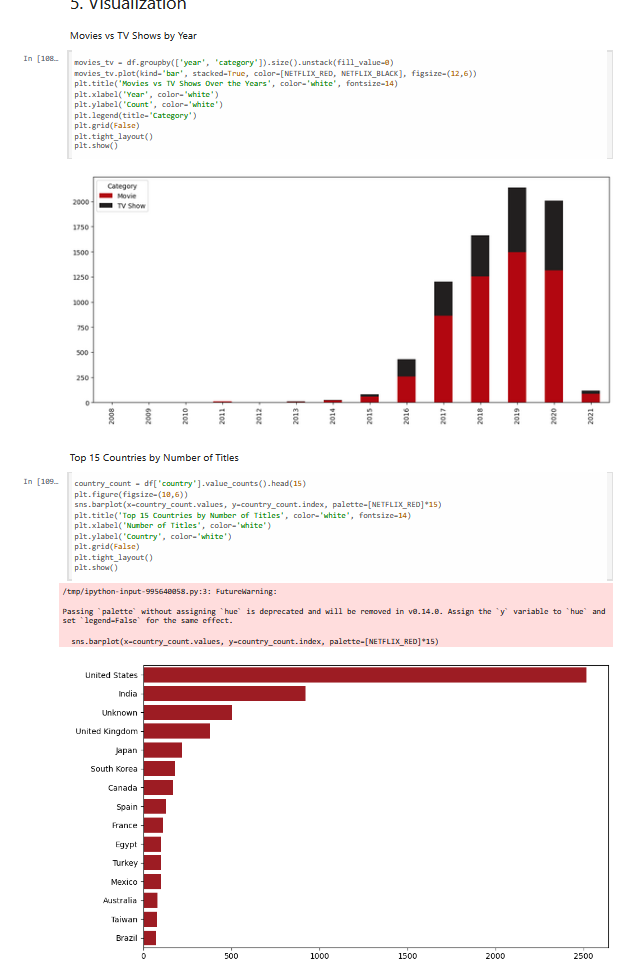 5. Visualization
Movies vs TV Shows by Year
In [108…
movies_tv = df.groupby(['year', 'category']).size().unstack(fill_value=0)
movies_tv.plot(kind='bar', stacked=True, color=[NETFLIX_RED, NETFLIX_BLACK], figsize=(12,6))
plt.title('Movies vs TV Shows Over the Years', color='white', fontsize=14)
plt.xlabel('Year', color='white')
plt.ylabel('Count', color='white')
plt.legend(title='Category')
plt.grid(False)
plt.tight_layout()
plt.show()
Category
Movie
TV Show
2000
1750
1500
1250
1000
750
500
250
0
2008 2009 2010 2011 2012 2013 2014 2015 2016 2017 2018 2019 2020 2021
Top 15 Countries by Number of Titles
In [109…
country_count = df['country'].value_counts().head(15)
plt.figure(figsize=(10,6))
sns.barplot(x=country_count.values, y=country_count.index, palette=[NETFLIX_RED]*15)
plt.title('Top 15 Countries by Number of Titles', color='white', fontsize=14)
plt.xlabel('Number of Titles', color='white')
plt.ylabel('Country', color='white')
plt.grid(False)
plt.tight_layout()
plt.show()
/tmp/ipython-input-995640058.py:3: FutureWarning:
Passing `palette` without assigning `hue` is deprecated and will be removed in v0.14.0. Assign the `y` variable to `hue` and
set `legend=False` for the same effect.
sns.barplot(x=country_count.values, y=country_count.index, palette=[NETFLIX_RED]*15)
United States
India
Unknown
United Kingdom
Japan
South Korea
Canada
Spain
France
Egypt
Turkey
Mexico
Australia
Taiwan
Brazil
0 500 1000 1500 2000 2500